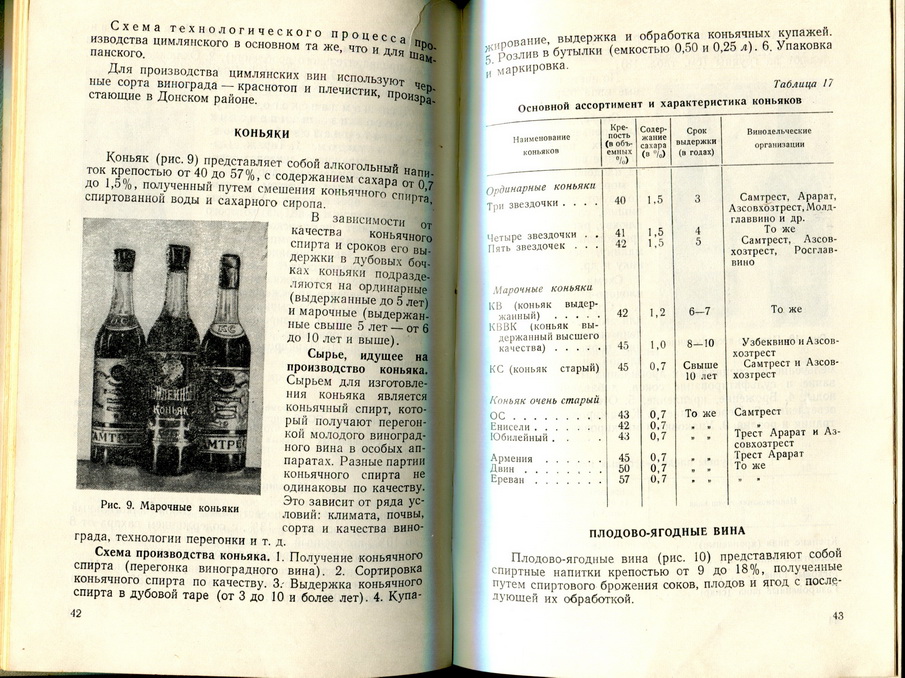 Схема технологического процесса про-
изводства цимлянского в основном та же, что и для шам-
панского.
Для производства цимлянских вин используют чер-
ные сорта винограда — краснотоп и плечистик, произра-
стающие в Донском районе.
КОНЬЯКИ
Коньяк (рис. 9) представляет собой алкогольный напи-
ток крепостью от 40 до 57%, с содержанием сахара от 0,7
до 1,5%, полученный путем смешения коньячного спирта,
спиртованной воды и сахарного сиропа.
В зависимости от
качества коньячного
спирта и сроков его вы-
держки в дубовых боч-
ках коньяки подразде-
ляются на ординарные
(выдержанные до 5 лет)
и марочные (выдержан-
ные свыше 5 лет — от 6
до 10 лет и выше).
Сырье, идущее на
производство коньяка.
Сырьем для изготовле-
ния коньяка является
коньячный спирт, кото-
рый получают перегон-
кой молодого виноград-
ного вина в особых ап-
паратах. Разные партии
коньячного спирта не
одинаковы по качеству.
Это зависит от ряда ус-
ловий: климата, почвы,
сорта и качества вино-
града, технологии перегонки и т. д.
КС
КОНЬЯК
САМТРЕСТ
Рис. 9. Марочные коньяки
Схема производства коньяка. 1. Получение коньячного
спирта (перегонка виноградного вина). 2. Сортировка
коньячного спирта по качеству. 3. Выдержка коньячного
спирта в дубовой таре (от 3 до 10 и более лет). 4. Купа-
42
жирование, выдержка и обработка коньячных купажей.
5. Розлив в бутылки (емкостью 0,50 и 0,25 л). 6. Упаковка
и маркировка.
Таблица 17
Основной ассортимент и характеристика коньяков
Наименование коньяков | Кре-пость (в объ-емных %) | Содер-жание сахара (в %) | Срок выдержки (в годах) | Винодельческие организации
Ординарные коньяки
Три звездочки . . . . 40 1.5 3 Самтрест, Арарат,
Азсовхозтрест, Молд-
главвино и др.
Четыре звездочки . . 41 1,5 4 То же
Пять звездочек . . . 42 1,5 5 Самтрест, Азсов-
хозтрест, Росглав-
вино
Марочные коньяки
КВ (коньяк выдер-
жанный) . . . . . 42 1,2 6—7 То же
КВВК (коньяк вы-
держанный высшего
качества) . . . . . 45 1,0 8—10 Узбеквино и Азсов-
хозтрест
КС (коньяк старый) 45 0,7 Свыше 10 лет Самтрест и Азсов-
хозтрест
Коньяк очень старый
ОС . . . . . . . . . 43 0,7 То же Самтрест
Енисели . . . . . . 42 0,7 „ „ „
Юбилейный . . . . 43 0,7 „ „ Трест Арарат и Аз-
совхозтрест
Армения . . . . . . 45 0,7 „ „ Трест Арарат
Двин . . . . . . . 50 0,7 „ „ То же
Ереван . . . . . . . 57 0,7 „ „ „ „
ПЛОДОВО-ЯГОДНЫЕ ВИНА
Плодово-ягодные вина (рис. 10) представляют собой
спиртные напитки крепостью от 9 до 18%, полученные
путем спиртового брожения соков, плодов и ягод с после-
дующей их обработкой.
43